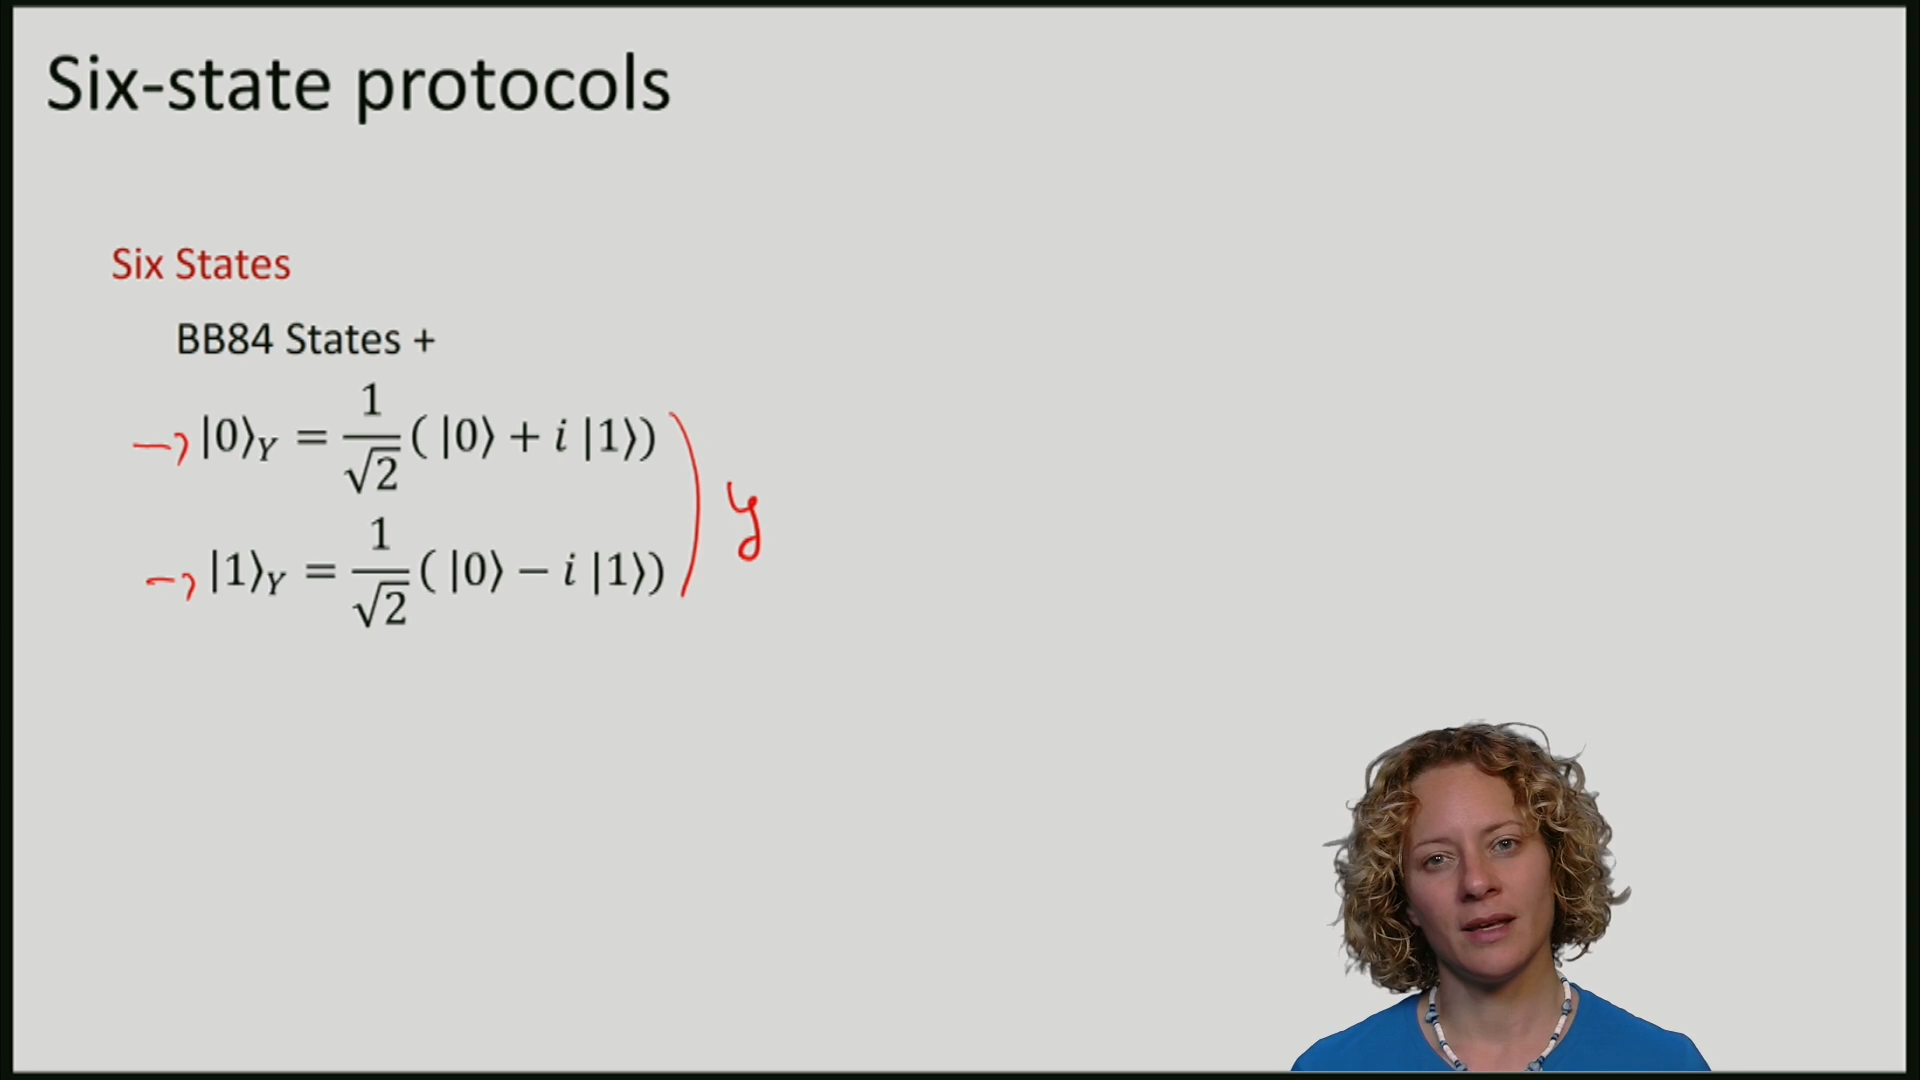 Six-state protocols
Six States
BB84 States +
→ |0⟩_Y = 1/√2 ( |0⟩ + i |1⟩)
y
→ |1⟩_Y = 1/√2 ( |0⟩ − i |1⟩)